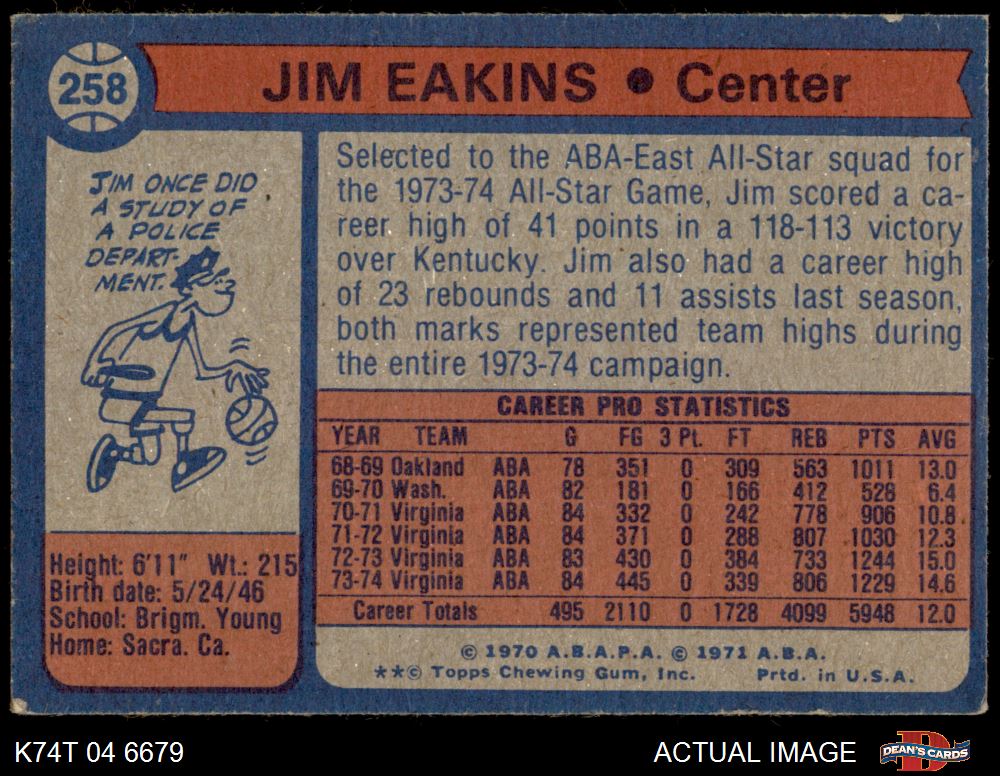 258
JIM EAKINS • Center
JIM ONCE DID
A STUDY OF
A POLICE
DEPART-
MENT.
Height: 6'11" Wt.: 215
Birth date: 5/24/46
School: Brigm. Young
Home: Sacra. Ca.
Selected to the ABA-East All-Star squad for
the 1973-74 All-Star Game, Jim scored a ca-
reer high of 41 points in a 118-113 victory
over Kentucky. Jim also had a career high
of 23 rebounds and 11 assists last season,
both marks represented team highs during
the entire 1973-74 campaign.
CAREER PRO STATISTICS
YEAR TEAM G FG 3 Pt. FT REB PTS AVG
68-69 Oakland ABA 78 351 0 309 563 1011 13.0
69-70 Wash. ABA 82 181 0 166 412 528 6.4
70-71 Virginia ABA 84 332 0 242 778 906 10.8
71-72 Virginia ABA 84 371 0 288 807 1030 12.3
72-73 Virginia ABA 83 430 0 384 733 1244 15.0
73-74 Virginia ABA 84 445 0 339 806 1229 14.6
Career Totals 495 2110 0 1728 4099 5948 12.0
© 1970 A.B.A.P.A. © 1971 A.B.A.
**© Topps Chewing Gum, Inc. Prtd. in U.S.A.
K74T 04 6679
ACTUAL IMAGE
DEAN'S CARDS